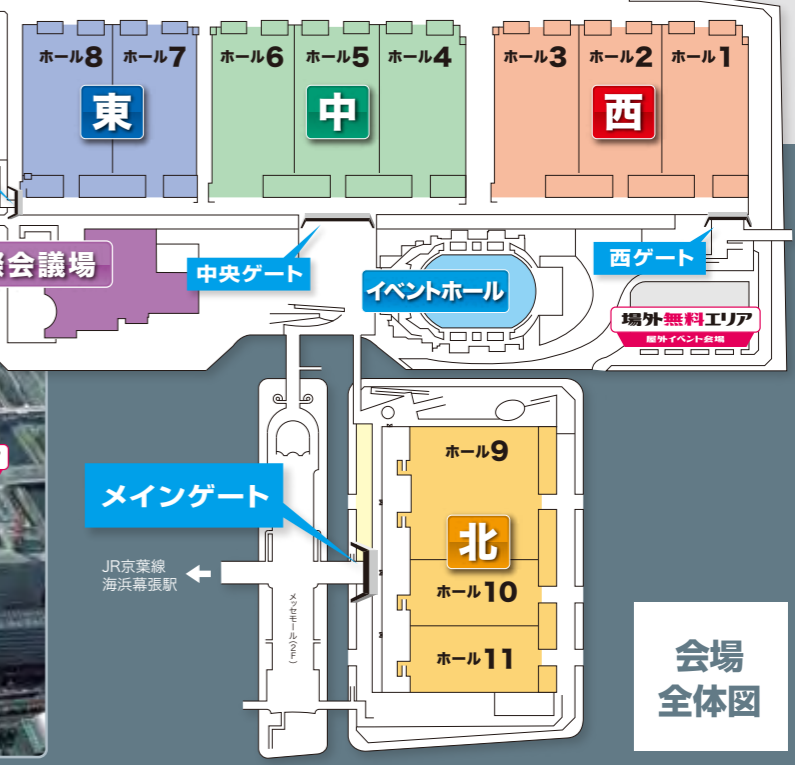 ホール8
ホール7
ホール6
ホール5
ホール4
ホール3
ホール2
ホール1
東
中
西
会議場
中央ゲート
イベントホール
西ゲート
場外無料エリア
屋外イベント会場
メインゲート
ホール9
北
JR京葉線
海浜幕張駅
ホール10
メッセモール(2F)
ホール11
会場
全体図